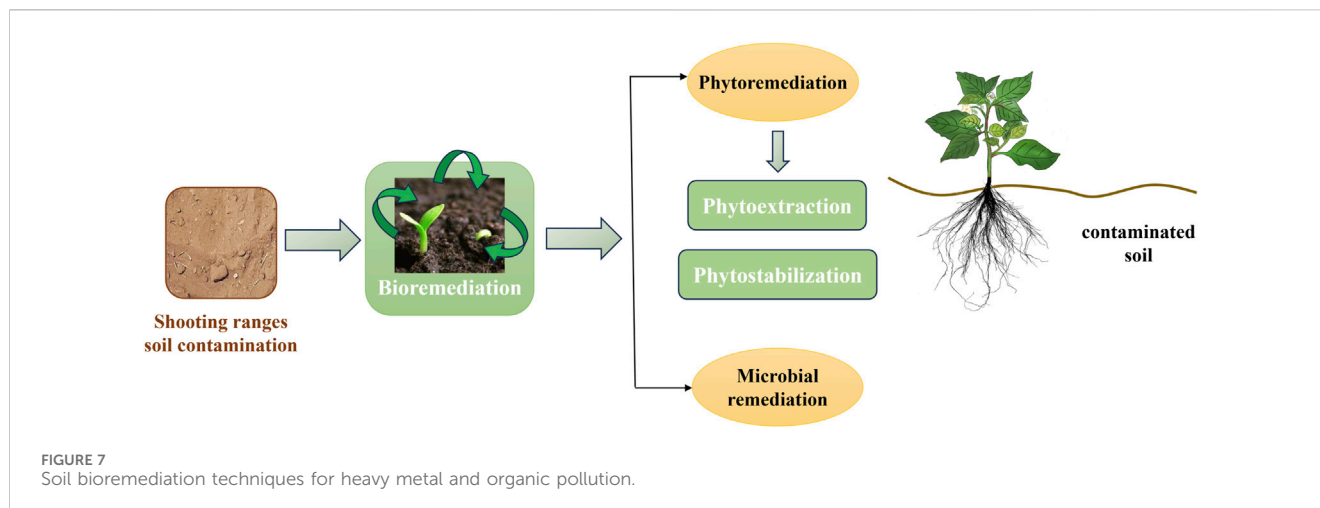 Shooting ranges
soil contamination
Bioremediation
Phytoremediation
Phytoextraction
Phytostabilization
Microbial
remediation
contaminated
soil
FIGURE 7
Soil bioremediation techniques for heavy metal and organic pollution.